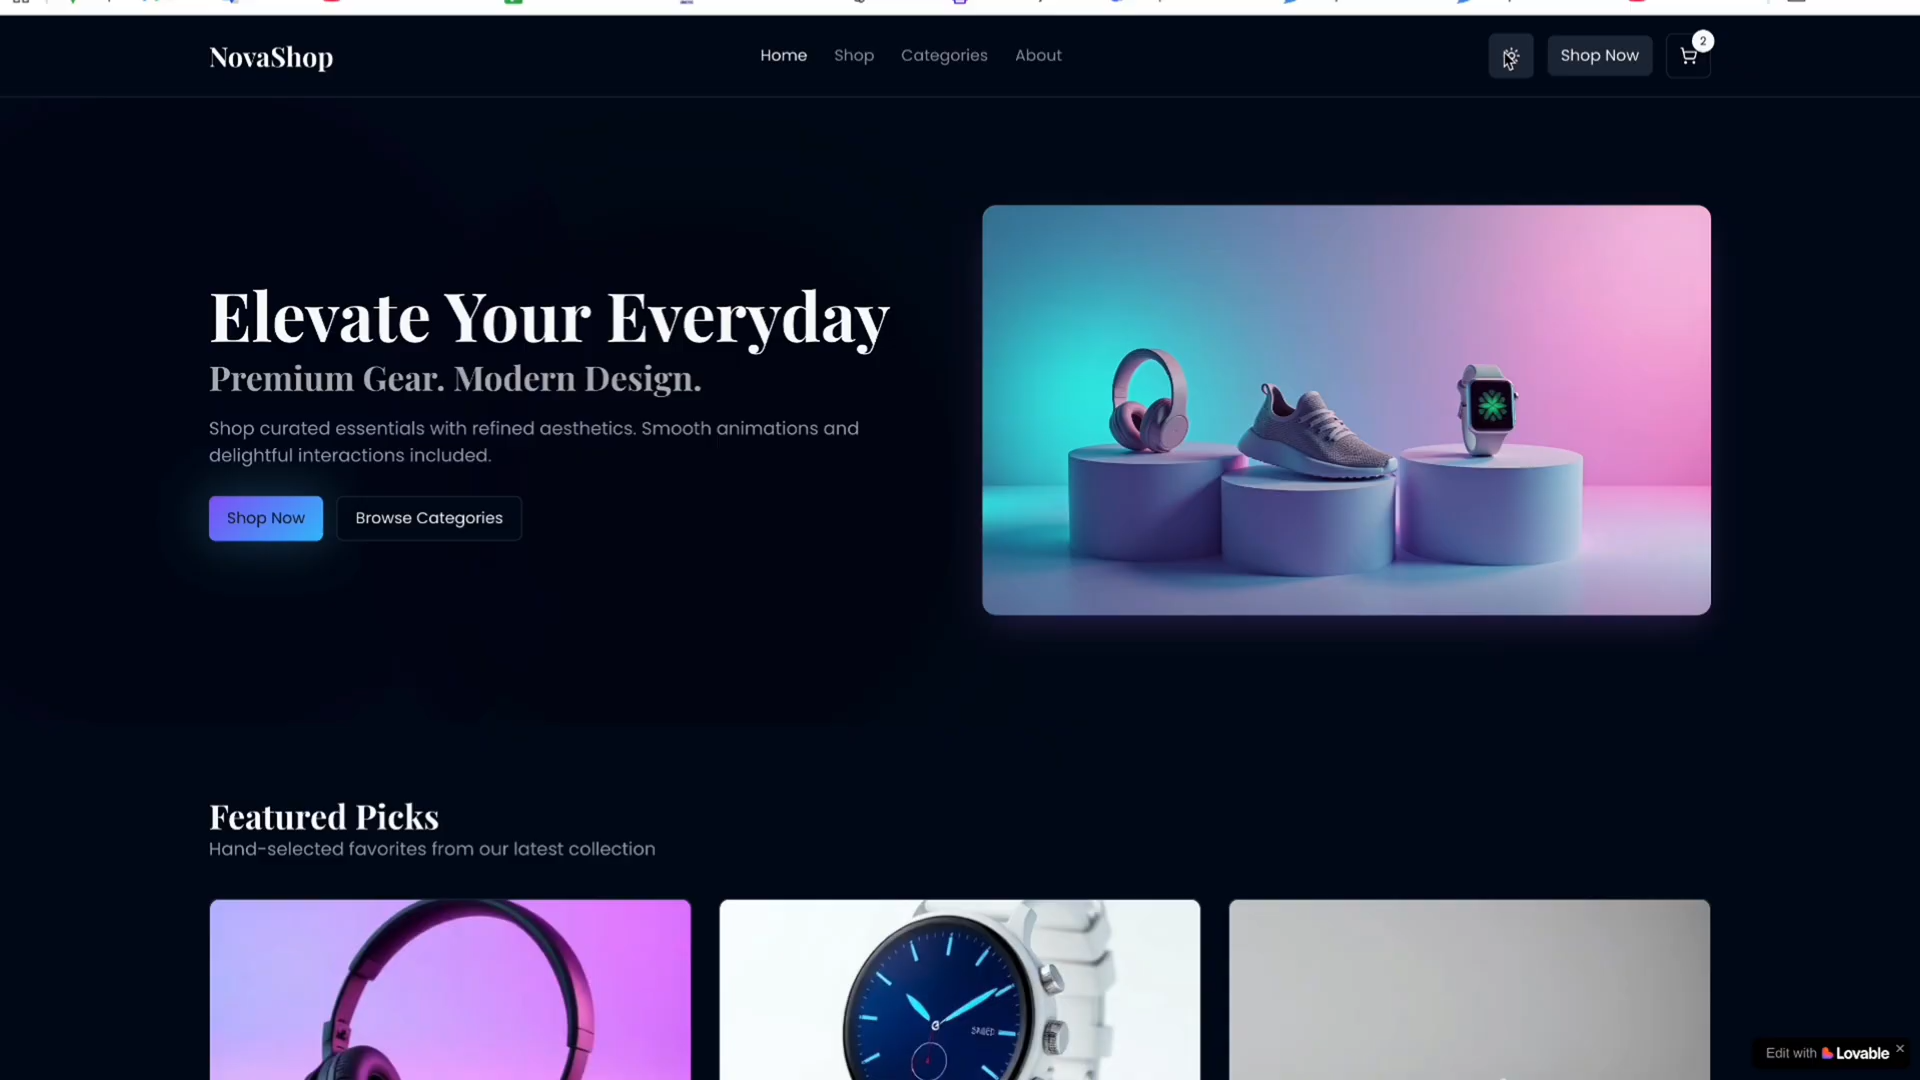 NovaShop
Home
Shop
Categories
About
Shop Now
2
Elevate Your Everyday
Premium Gear. Modern Design.
Shop curated essentials with refined aesthetics. Smooth animations and
delightful interactions included.
Shop Now
Browse Categories
Featured Picks
Hand-selected favorites from our latest collection
Edit with Lovable